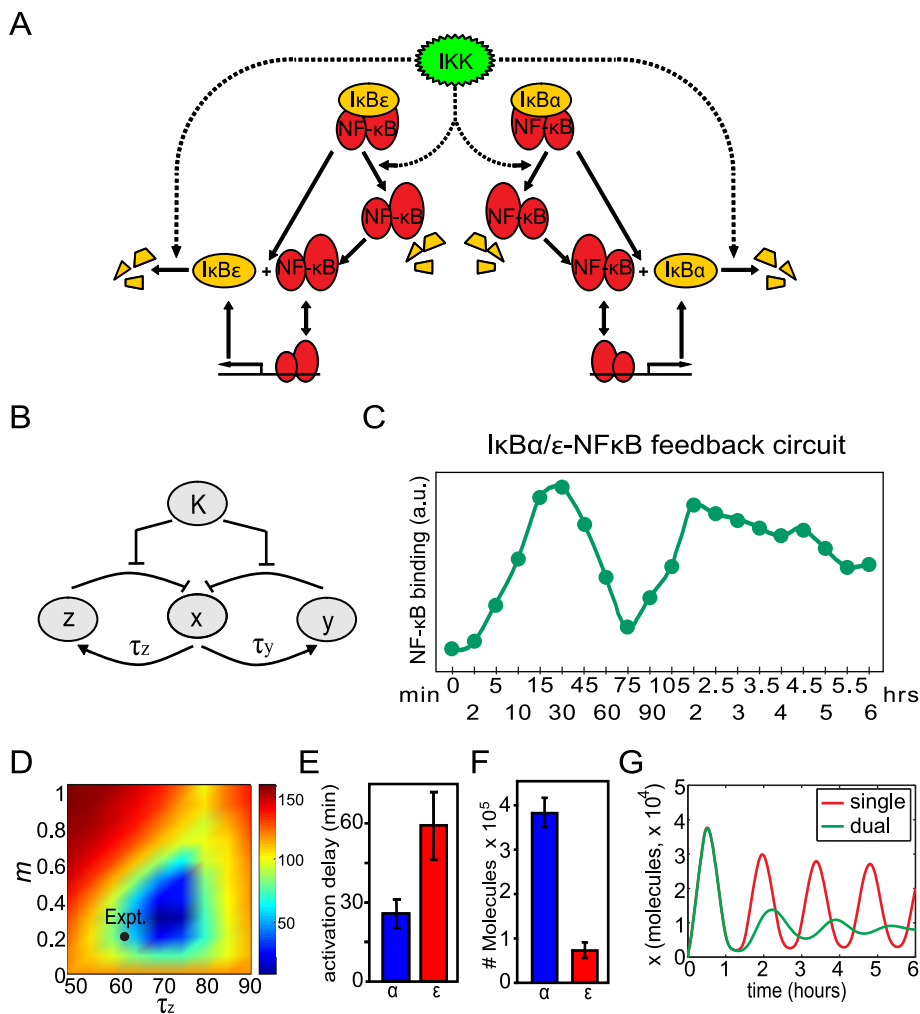 A
IKK
IκBε
IκBα
NF-κB
NF-κB
NF-κB
NF-κB
IκBε + NF-κB
NF-κB + IκBα
B
K
z
x
y
τz
τy
C
IκBα/ε-NFκB feedback circuit
NF-κB binding (a.u.)
min 0 5 15 45 75 105 2.5 3.5 4.5 5.5 hrs
2 10 30 60 90 2 3 4 5 6
D
m
1
0.8
0.6
0.4
0.2
0
Expt.
50 60 70 80 90
τz
150
100
50
E
activation delay (min)
60
30
0
α ε
F
# Molecules × 10⁵
4
3
2
1
0
α ε
G
x (molecules, x 10⁴)
5
4
3
2
1
0
single
dual
0 1 2 3 4 5 6
time (hours)